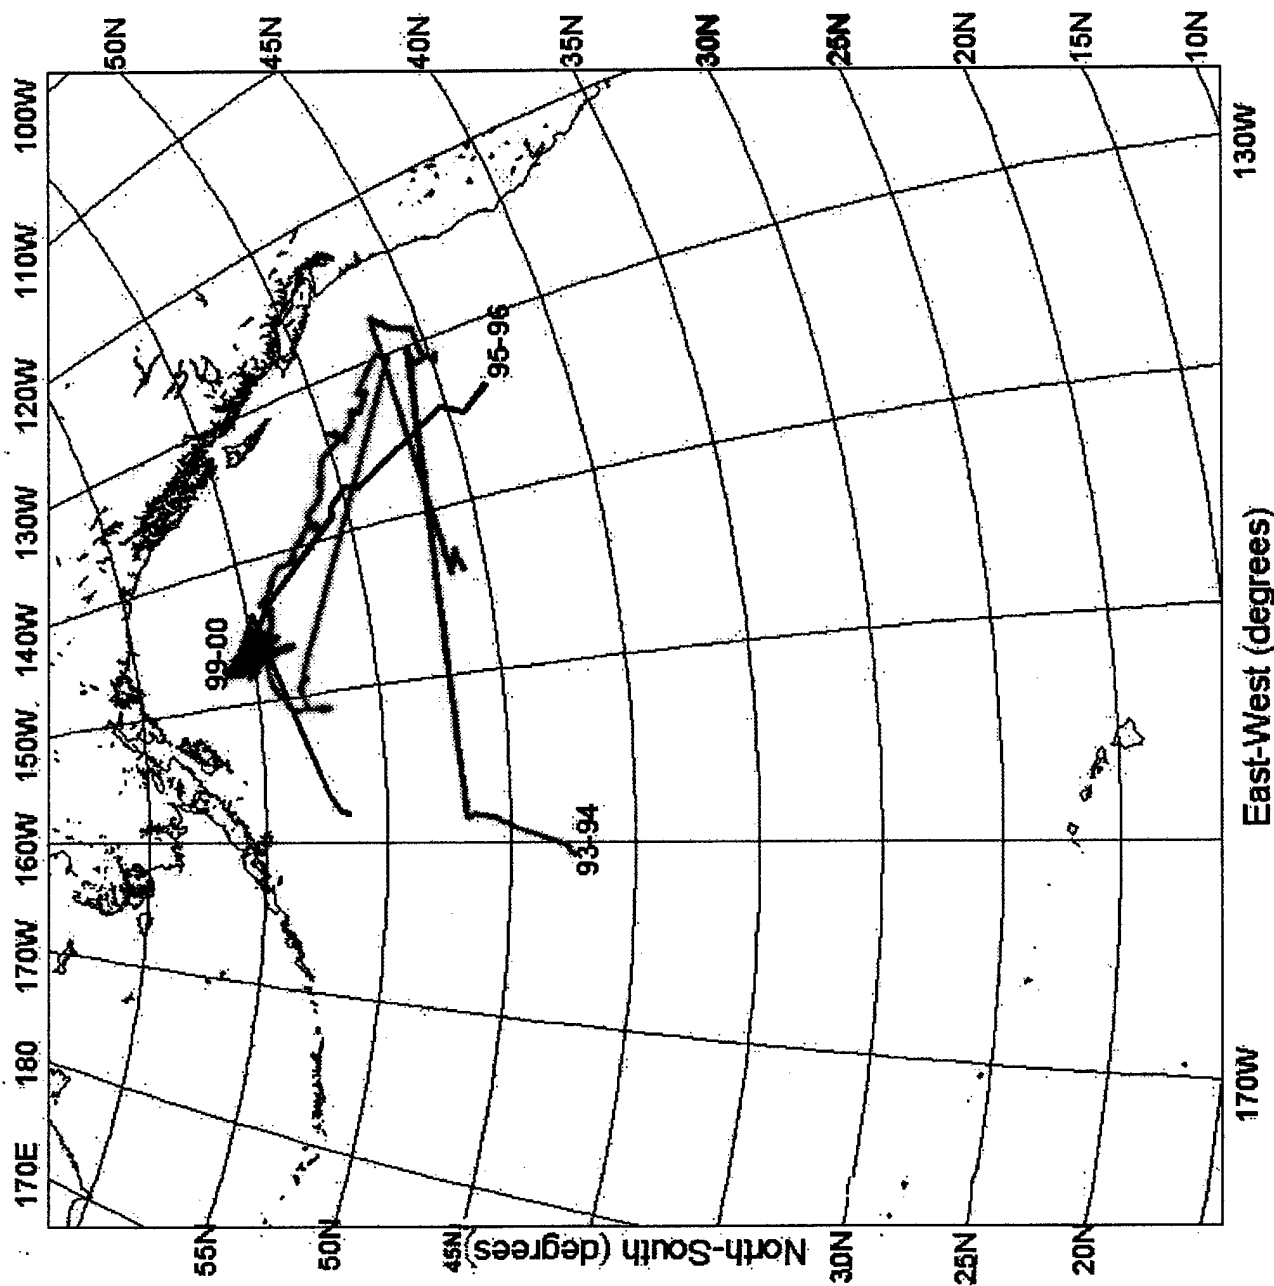 170E
180
170W
160W
150W
140W
130W
120W
110W
100W
50N
45N
40N
35N
30N
25N
20N
15N
10N
99-00
95-96
93-94
55N
50N
45N
30N
25N
20N
North-South (degrees)
170W
130W
East-West (degrees)